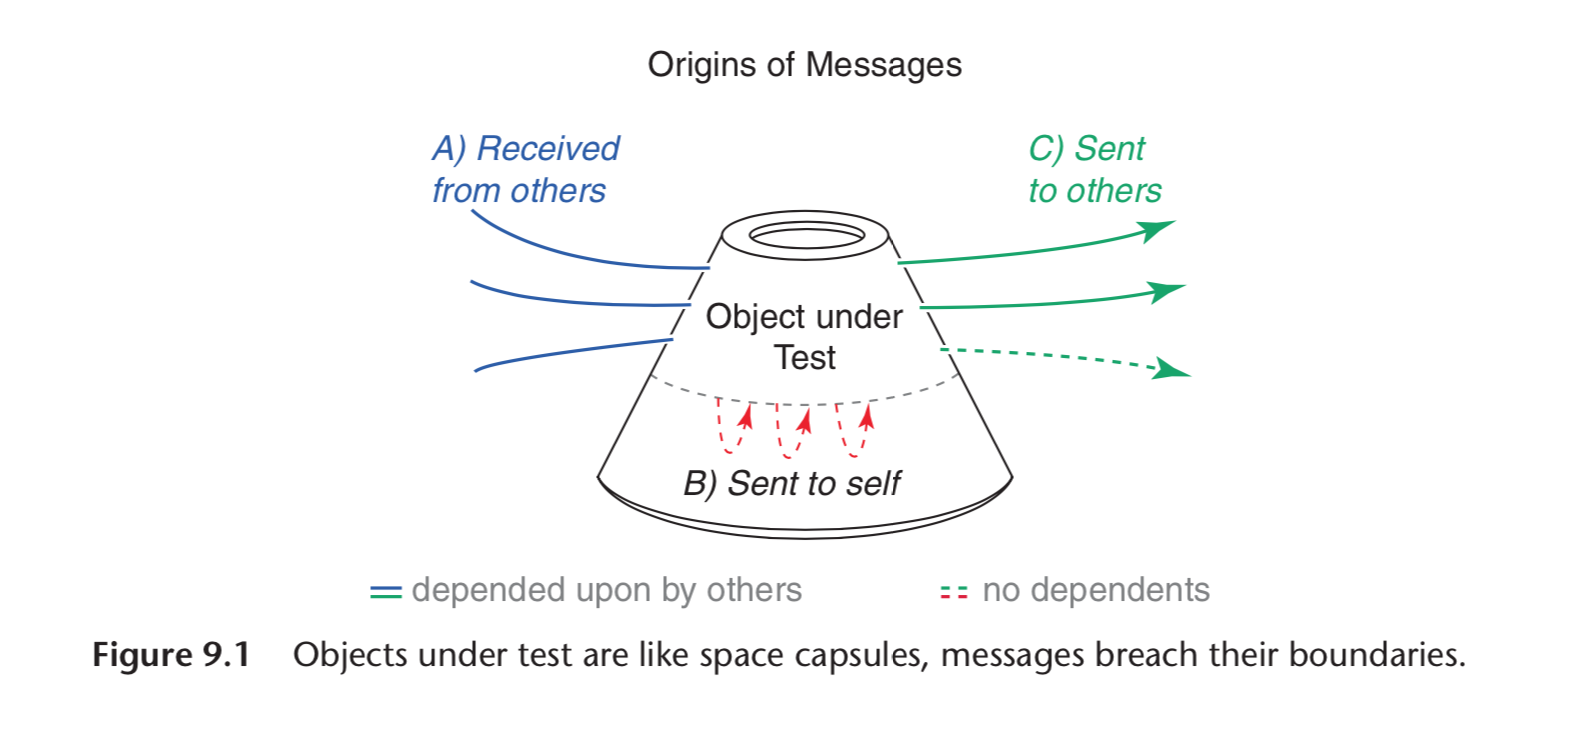 Origins of Messages
A) Received
from others
C) Sent
to others
Object under
Test
B) Sent to self
depended upon by others
no dependents
Figure 9.1 Objects under test are like space capsules, messages breach their boundaries.